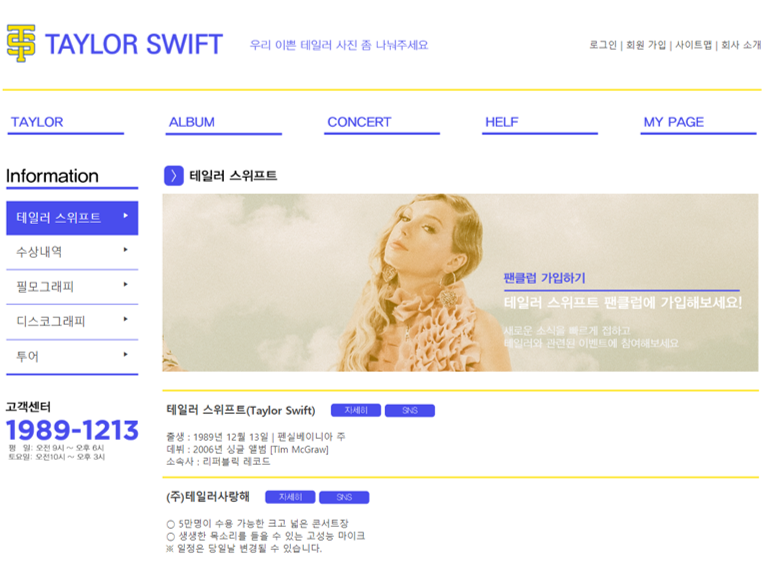 TS
TAYLOR SWIFT
우리 이쁜 테일러 사진 좀 나눠주세요
로그인 | 회원 가입 | 사이트맵 | 회사 소개
TAYLOR
ALBUM
CONCERT
HELF
MY PAGE
Information
테일러 스위프트
수상내역
필모그래피
디스코그래피
투어
고객센터
1989-1213
평 일: 오전 9시 ~ 오후 6시
토요일: 오전10시 ~ 오후 3시
테일러 스위프트
팬클럽 가입하기
테일러 스위프트 팬클럽에 가입해보세요!
새로운 소식을 빠르게 접하고
테일러와 관련된 이벤트에 참여해보세요
테일러 스위프트(Taylor Swift)
자세히
SNS
출생 : 1989년 12월 13일 | 펜실베이니아 주
데뷔 : 2006년 싱글 앨범 [Tim McGraw]
소속사 : 리퍼블릭 레코드
(주)테일러사랑해
자세히
SNS
○ 5만명이 수용 가능한 크고 넓은 콘서트장
○ 생생한 목소리를 들을 수 있는 고성능 마이크
※ 일정은 당일날 변경될 수 있습니다.